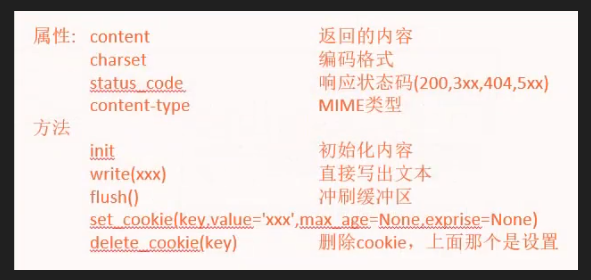 属性: content 返回的内容
charset 编码格式
status_code 响应状态码(200,3xx,404,5xx)
content-type MIME类型
方法
init 初始化内容
write(xxx) 直接写出文本
flush() 冲刷缓冲区
set_cookie(key,value='xxx',max_age=None,exprise=None)
delete_cookie(key) 删除cookie，上面那个是设置